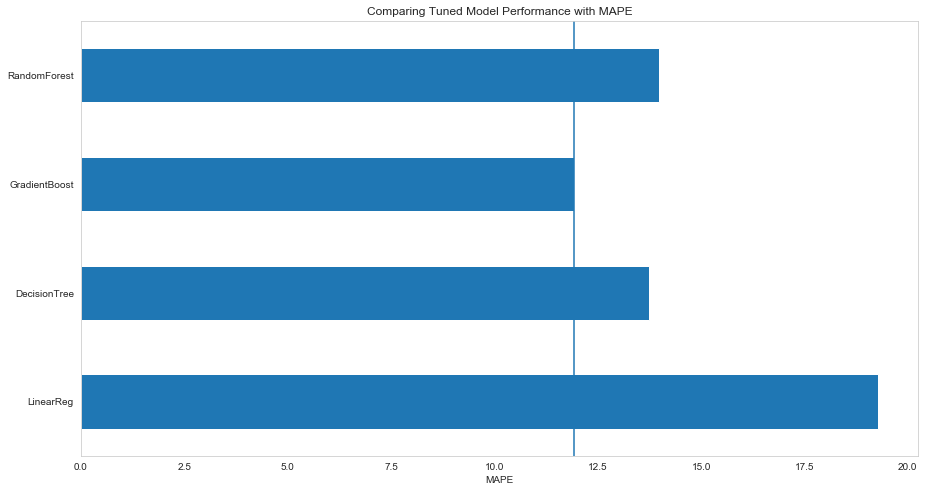 Comparing Tuned Model Performance with MAPE
RandomForest
GradientBoost
DecisionTree
LinearReg
0.0 2.5 5.0 7.5 10.0 12.5 15.0 17.5 20.0
MAPE